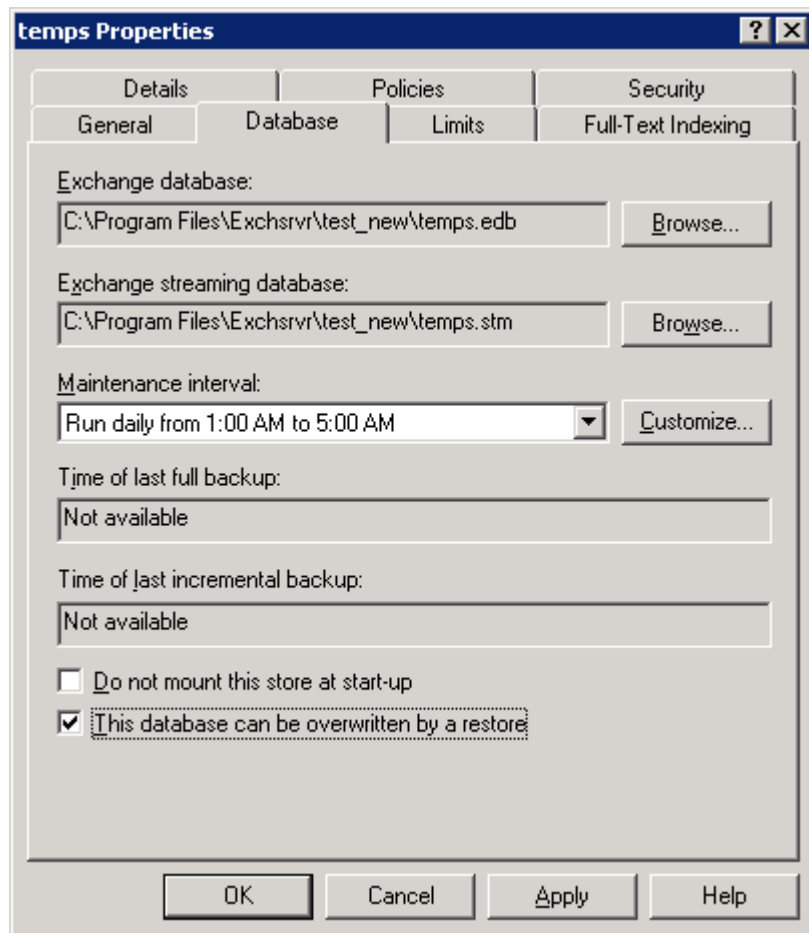 temps Properties
Details Policies Security
General Database Limits Full-Text Indexing
Exchange database:
C:\Program Files\Exchsrvr\test_new\temps.edb Browse...
Exchange streaming database:
C:\Program Files\Exchsrvr\test_new\temps.stm Browse...
Maintenance interval:
Run daily from 1:00 AM to 5:00 AM Customize...
Time of last full backup:
Not available
Time of last incremental backup:
Not available
Do not mount this store at start-up
This database can be overwritten by a restore
OK Cancel Apply Help